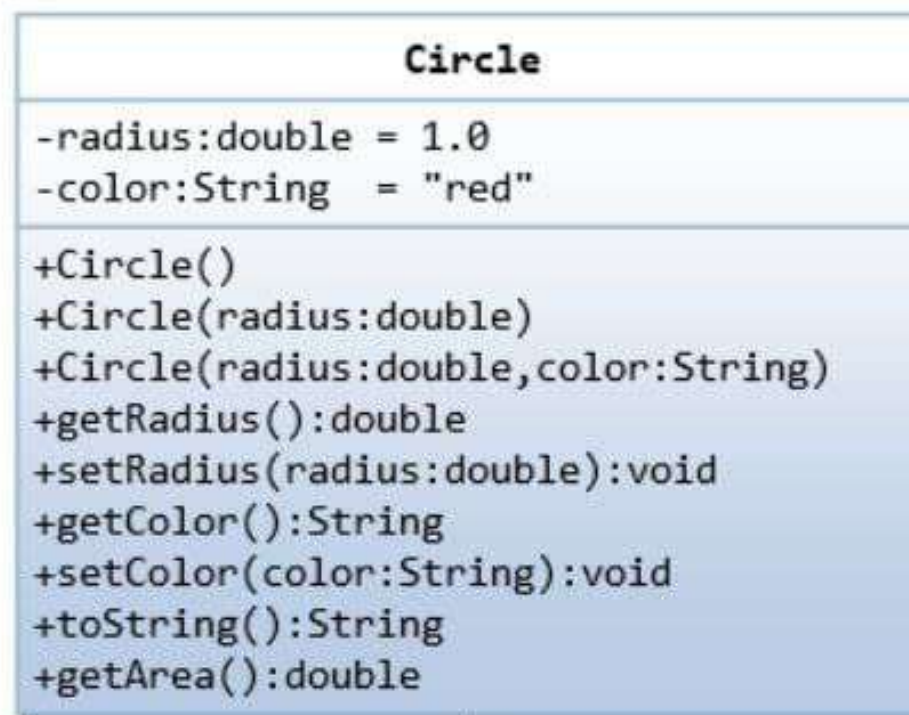 Circle
-radius:double = 1.0
-color:String = "red"
+Circle()
+Circle(radius:double)
+Circle(radius:double,color:String)
+getRadius():double
+setRadius(radius:double):void
+getColor():String
+setColor(color:String):void
+toString():String
+getArea():double